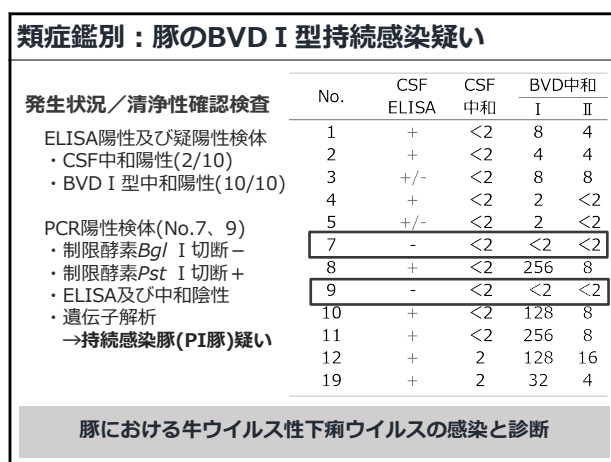 類症鑑別：豚のBVDⅠ型持続感染疑い
発生状況／清浄性確認検査
ELISA陽性及び疑陽性検体
・CSF中和陽性(2/10)
・BVDⅠ型中和陽性(10/10)
PCR陽性検体(No.7、9)
・制限酵素Bgl Ⅰ切断－
・制限酵素Pst Ⅰ切断＋
・ELISA及び中和陰性
・遺伝子解析
→持続感染豚(PI豚)疑い
No. CSF ELISA CSF 中和 BVD中和 Ⅰ Ⅱ
1 + <2 8 4
2 + <2 4 4
3 +/- <2 8 8
4 + <2 2 <2
5 +/- <2 2 <2
7 - <2 <2 <2
8 + <2 256 8
9 - <2 <2 <2
10 + <2 128 8
11 + <2 256 8
12 + 2 128 16
19 + 2 32 4
豚における牛ウイルス性下痢ウイルスの感染と診断